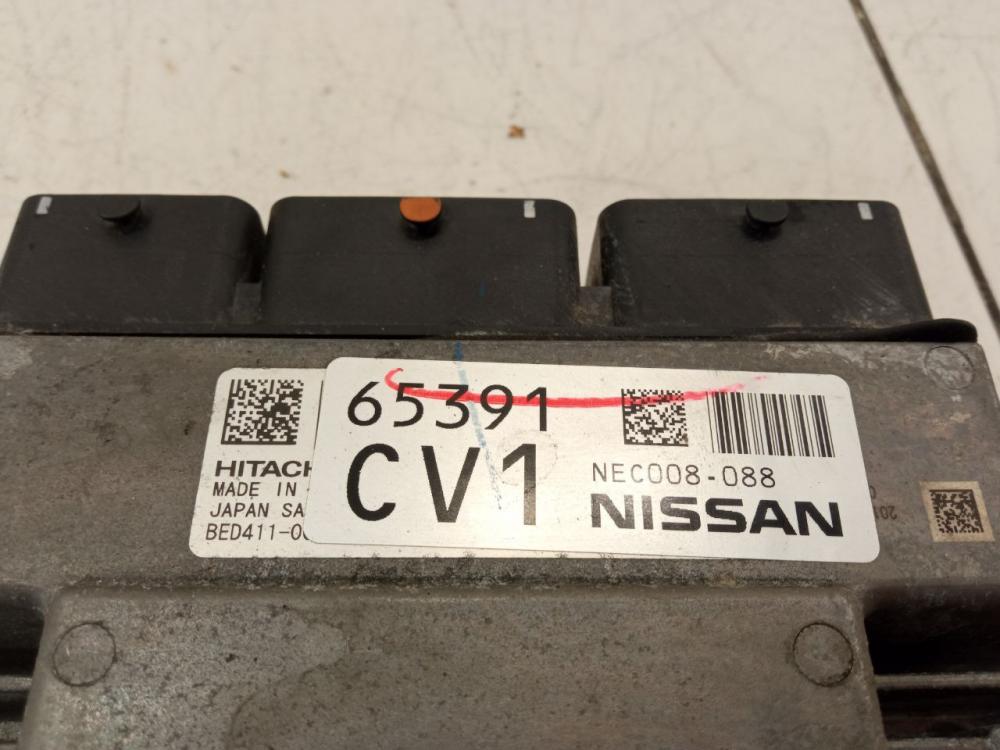 65391
CV1
NEC008-088
NISSAN
HITACH
MADE IN
JAPAN SA
BED411-0